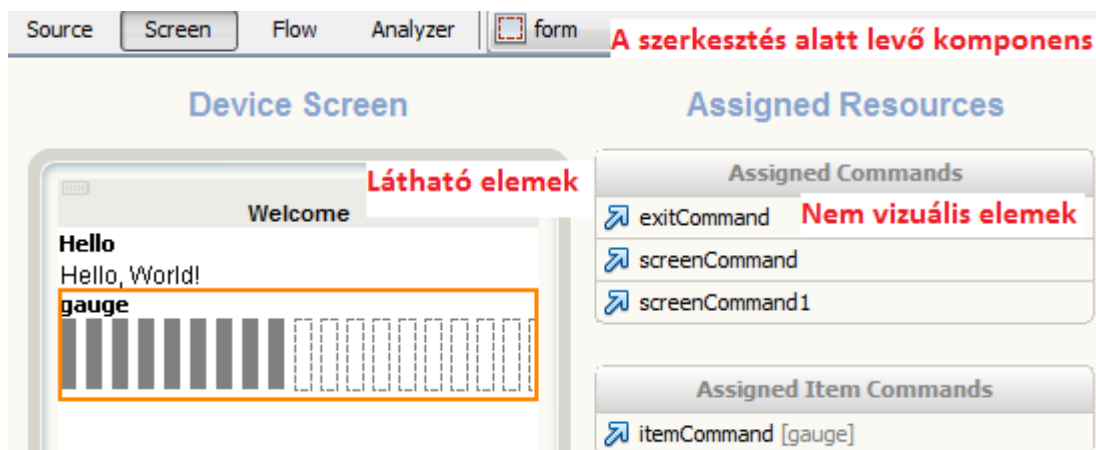 Source Screen Flow Analyzer form
A szerkesztés alatt levő komponens
Device Screen
Assigned Resources
Látható elemek
Welcome
Hello
Hello, World!
gauge
Assigned Commands
exitCommand
Nem vizuális elemek
screenCommand
screenCommand1
Assigned Item Commands
itemCommand [gauge]